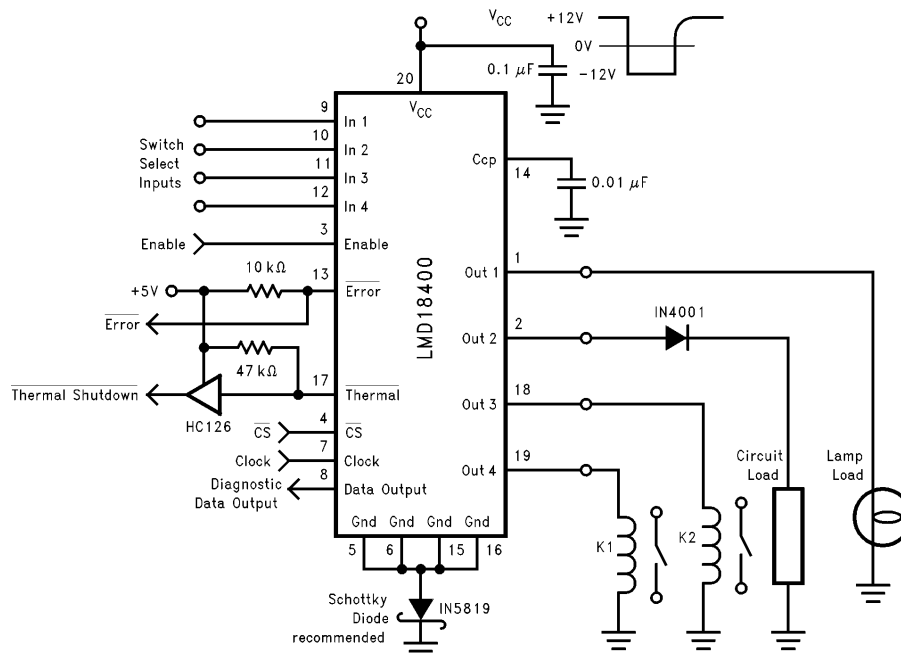 V_CC
+12V
0V
-12V
0.1 μF
20
V_CC
9
In 1
10
In 2
11
In 3
12
In 4
Switch
Select
Inputs
Ccp
14
0.01 μF
3
Enable
Enable
10 kΩ
13
+5V
Error
Error
47 kΩ
17
Thermal Shutdown
Thermal
HC126
4
CS
CS
7
Clock
Clock
8
Diagnostic
Data Output
Data Output
LMD18400
1
Out 1
2
Out 2
IN4001
18
Out 3
19
Out 4
Circuit
Load
Lamp
Load
K1
K2
Gnd Gnd Gnd Gnd
5 6 15 16
Schottky
Diode
recommended
IN5819